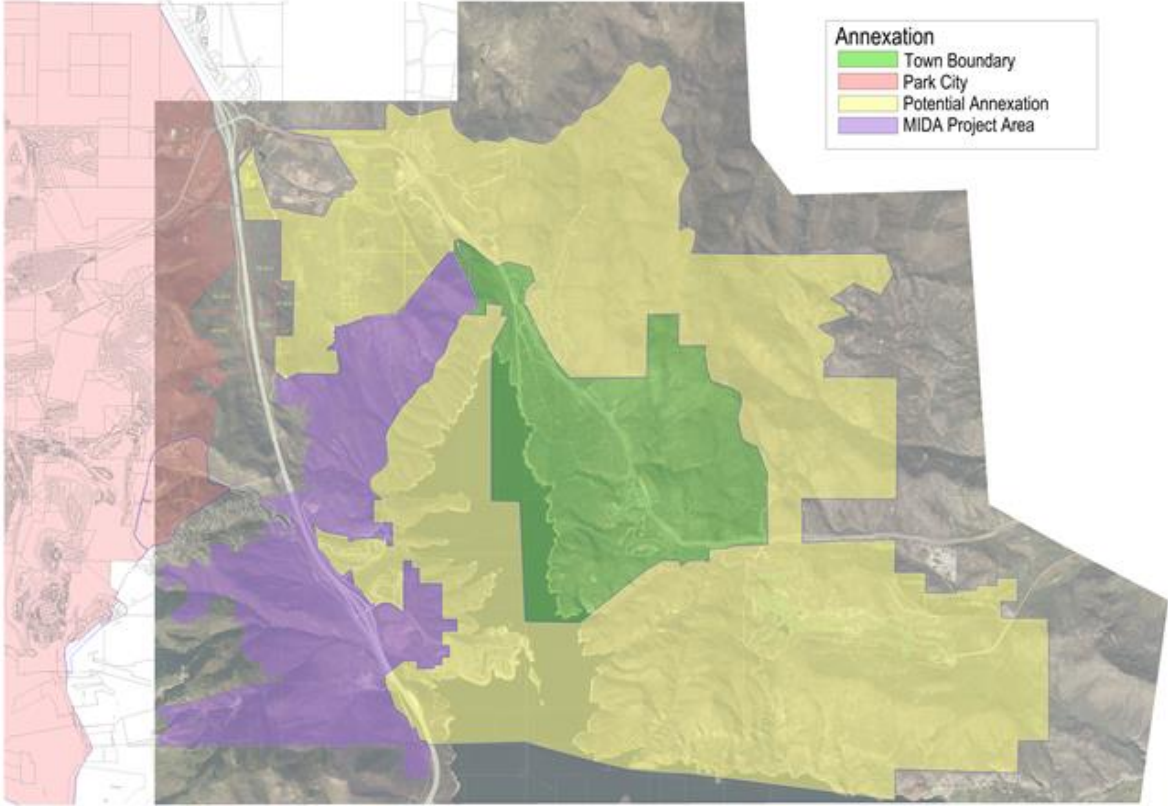 Annexation
Town Boundary
Park City
Potential Annexation
MIDA Project Area